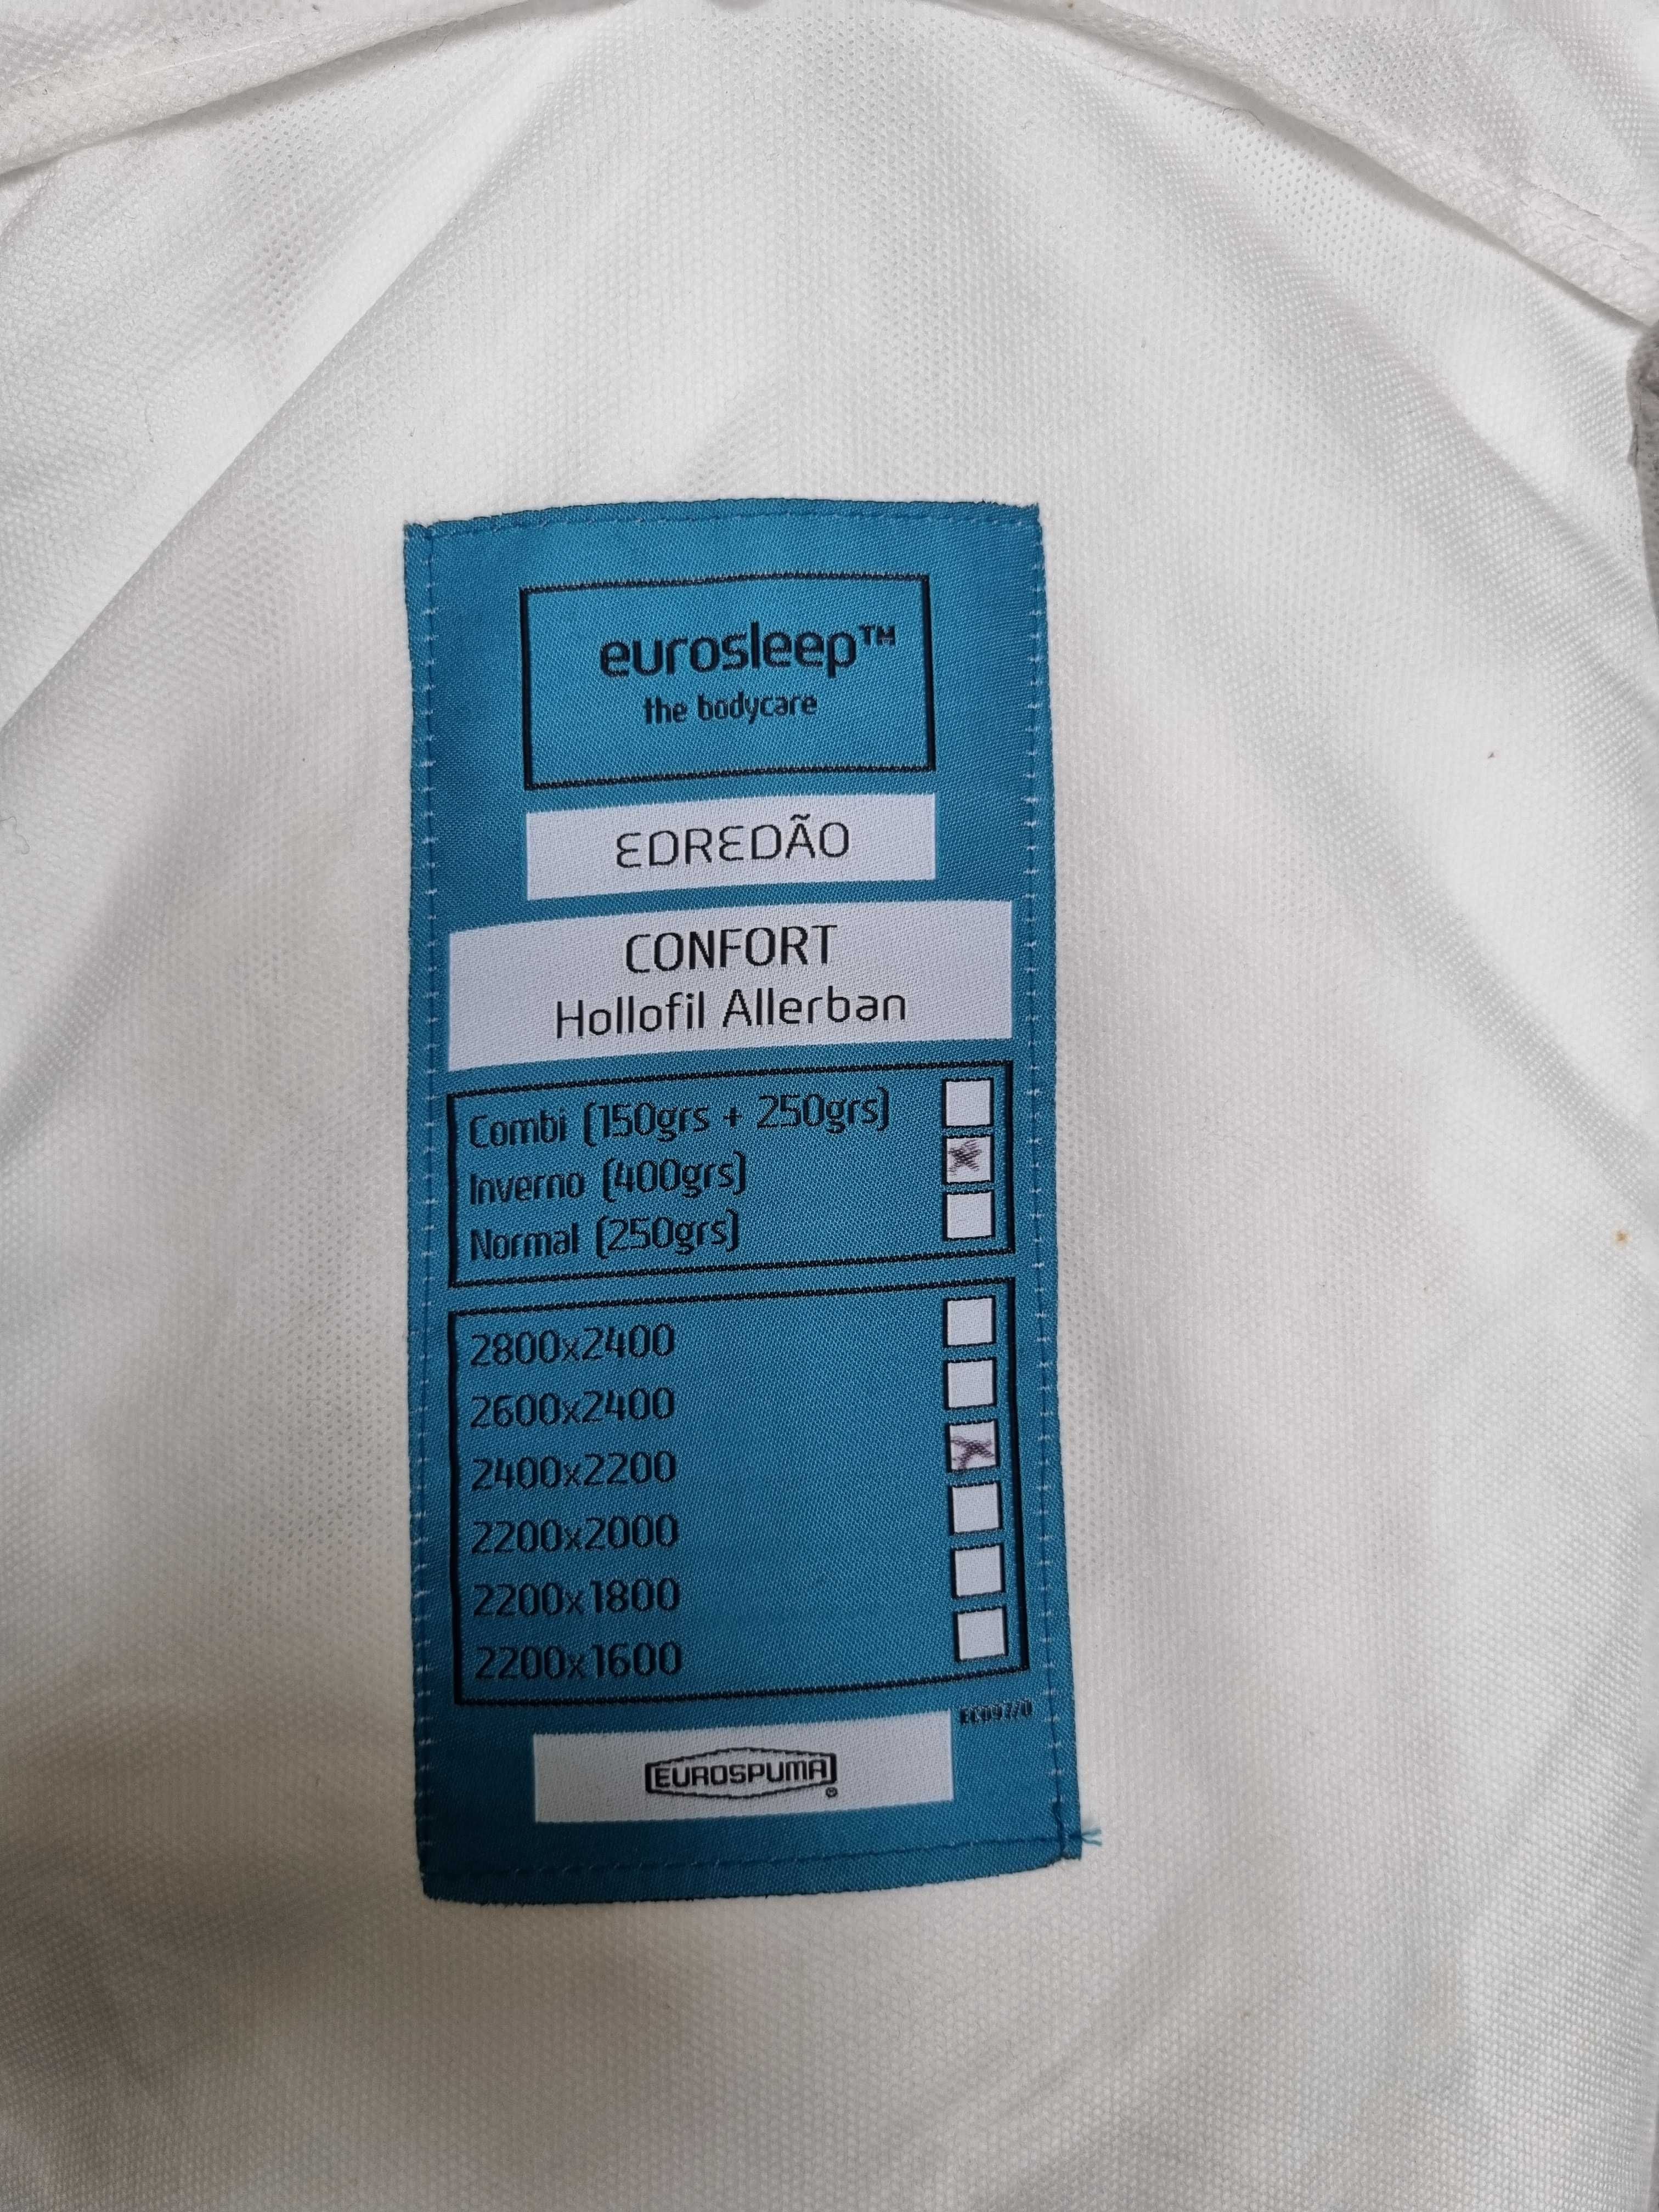 eurosleep™
the bodycare
EDREDÃO
CONFORT
Hollofil Allerban
Combi (150grs + 250grs)
Inverno (400grs)
Normal (250grs)
2800x2400
2600x2400
2400x2200
2200x2000
2200x1800
2200x1600
EUROSPUMA®